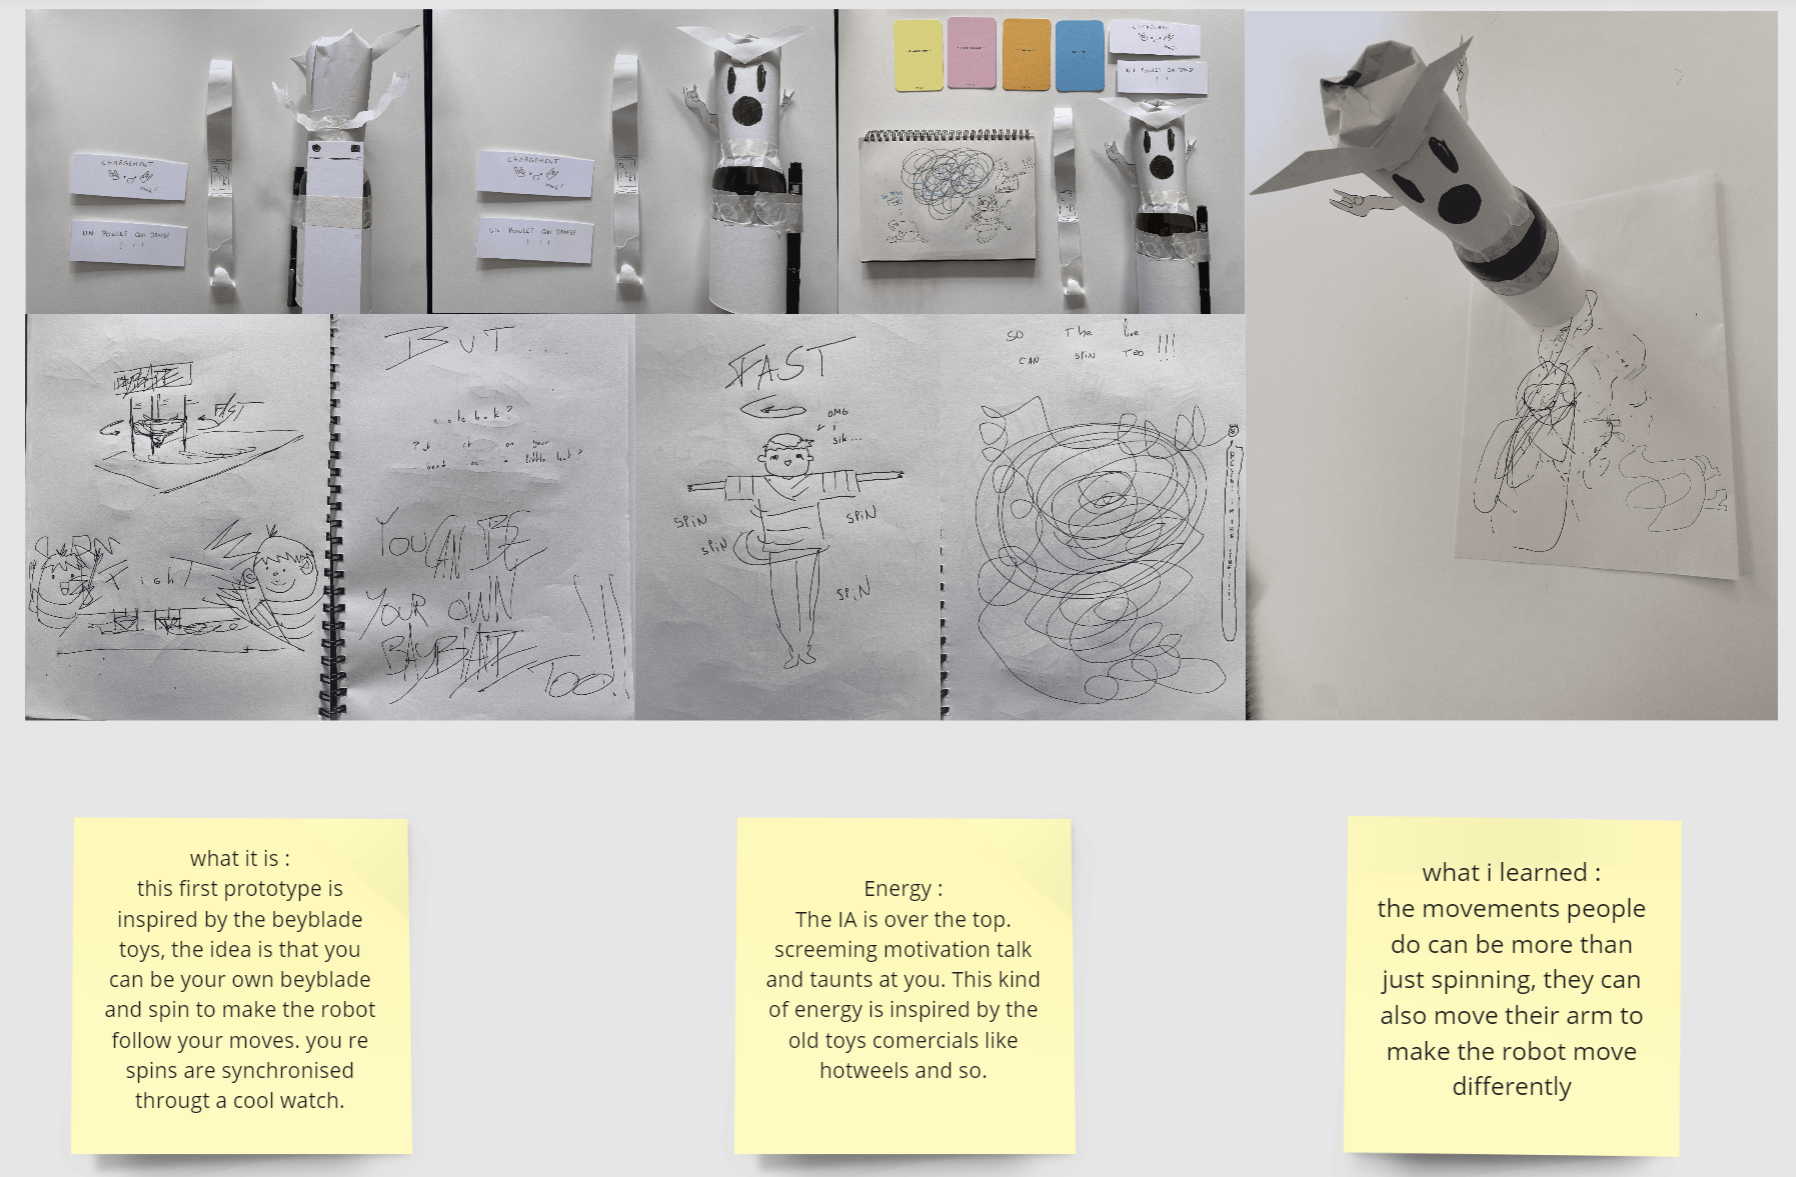 CHARGEMENT
UN POULET QUI DANSE
! ! !
CHARGEMENT
UN POULET QUI DANSE
! ! !
CHARGEMENT
UN POULET QUI DANSE
! !
FAST
Fight
BUT ....
YOU CAN BE
YOUR OWN
BAYBADE
Too!!!
FAST
OMG
i
sik...
SPIN
SPIN
SPIN
SPIN
SO The
CAN SPIN TOO !!!
what it is :
this first prototype is
inspired by the beyblade
toys, the idea is that you
can be your own beyblade
and spin to make the robot
follow your moves. you re
spins are synchronised
througt a cool watch.
Energy :
The IA is over the top.
screeming motivation talk
and taunts at you. This kind
of energy is inspired by the
old toys comercials like
hotweels and so.
what i learned :
the movements people
do can be more than
just spinning, they can
also move their arm to
make the robot move
differently